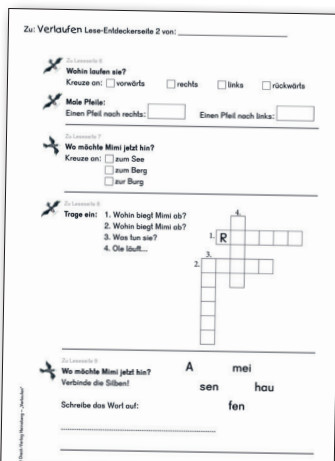 Zu: Verlaufen Lese-Entdeckerseite 2 von:
Zu Leseseite 6
Wohin laufen sie?
Kreuze an: vorwärts rechts links rückwärts
Male Pfeile:
Einen Pfeil nach rechts: Einen Pfeil nach links:
Zu Leseseite 7
Wo möchte Mimi jetzt hin?
Kreuze an: zum See
zum Berg
zur Burg
Zu Leseseite 8
Trage ein: 1. Wohin biegt Mimi ab?
2. Wohin biegt Mimi ab?
3. Was tun sie?
4. Ole läuft...
4.
1. R
3.
2.
Zu Leseseite 9
Wo möchte Mimi jetzt hin?
Verbinde die Silben!
A mei
sen hau
fen
Schreibe das Wort auf: